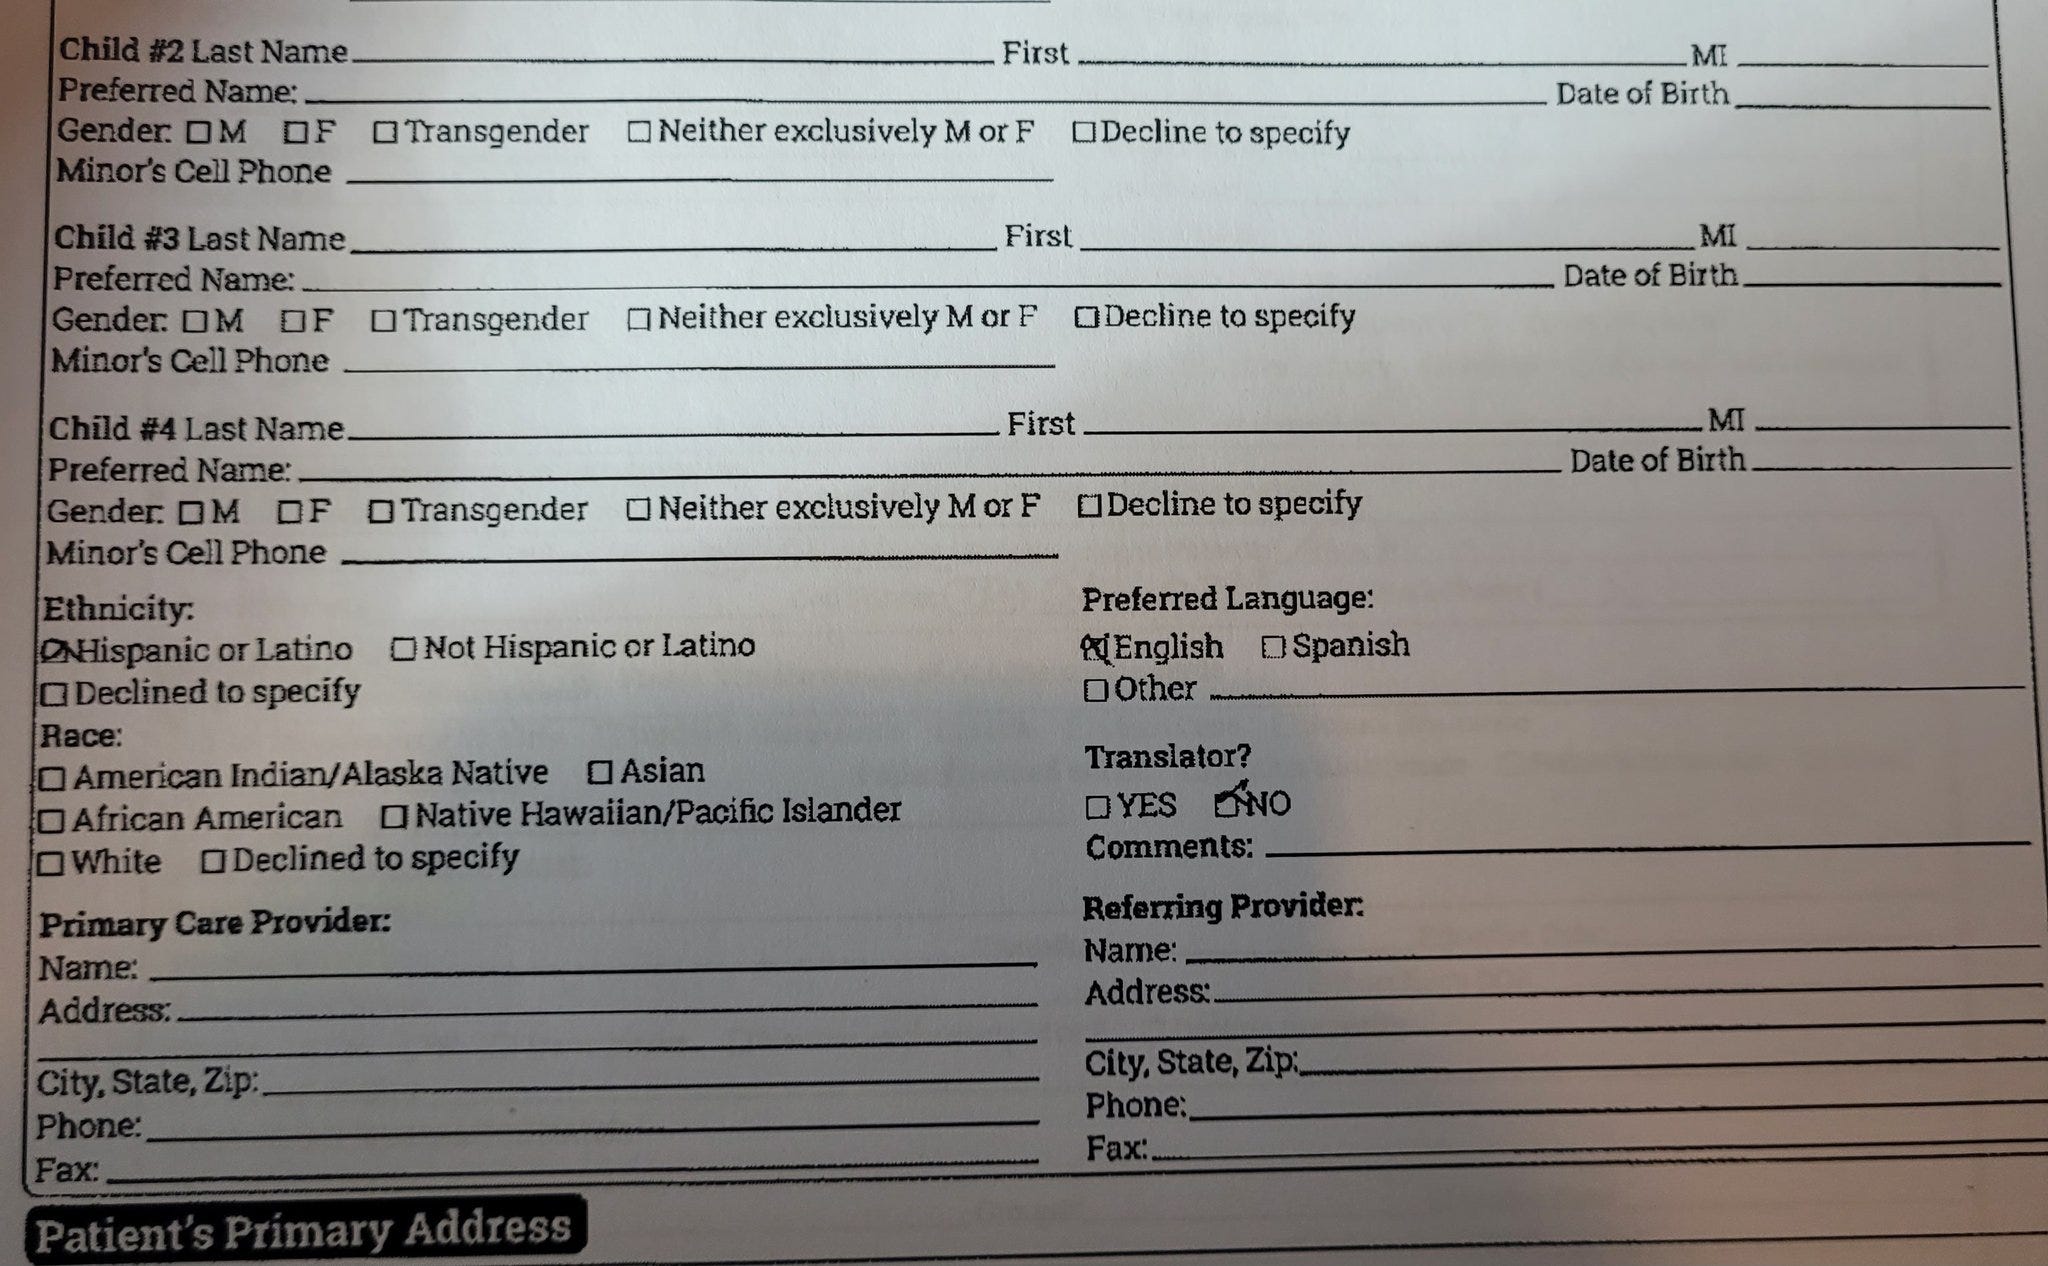 Child #2 Last Name First MI
Preferred Name: Date of Birth
Gender: ☐ M ☐ F ☐ Transgender ☐ Neither exclusively M or F ☐ Decline to specify
Minor's Cell Phone
Child #3 Last Name First MI
Preferred Name: Date of Birth
Gender: ☐ M ☐ F ☐ Transgender ☐ Neither exclusively M or F ☐ Decline to specify
Minor's Cell Phone
Child #4 Last Name First MI
Preferred Name: Date of Birth
Gender: ☐ M ☐ F ☐ Transgender ☐ Neither exclusively M or F ☐ Decline to specify
Minor's Cell Phone
Ethnicity:
☒ Hispanic or Latino ☐ Not Hispanic or Latino
☐ Declined to specify
Race:
☐ American Indian/Alaska Native ☐ Asian
☐ African American ☐ Native Hawaiian/Pacific Islander
☐ White ☐ Declined to specify
Primary Care Provider:
Name:
Address:
City, State, Zip:
Phone:
Fax:
Preferred Language:
☒ English ☐ Spanish
☐ Other
Translator?
☐ YES ☒ NO
Comments:
Referring Provider:
Name:
Address:
City, State, Zip:
Phone:
Fax:
Patient's Primary Address